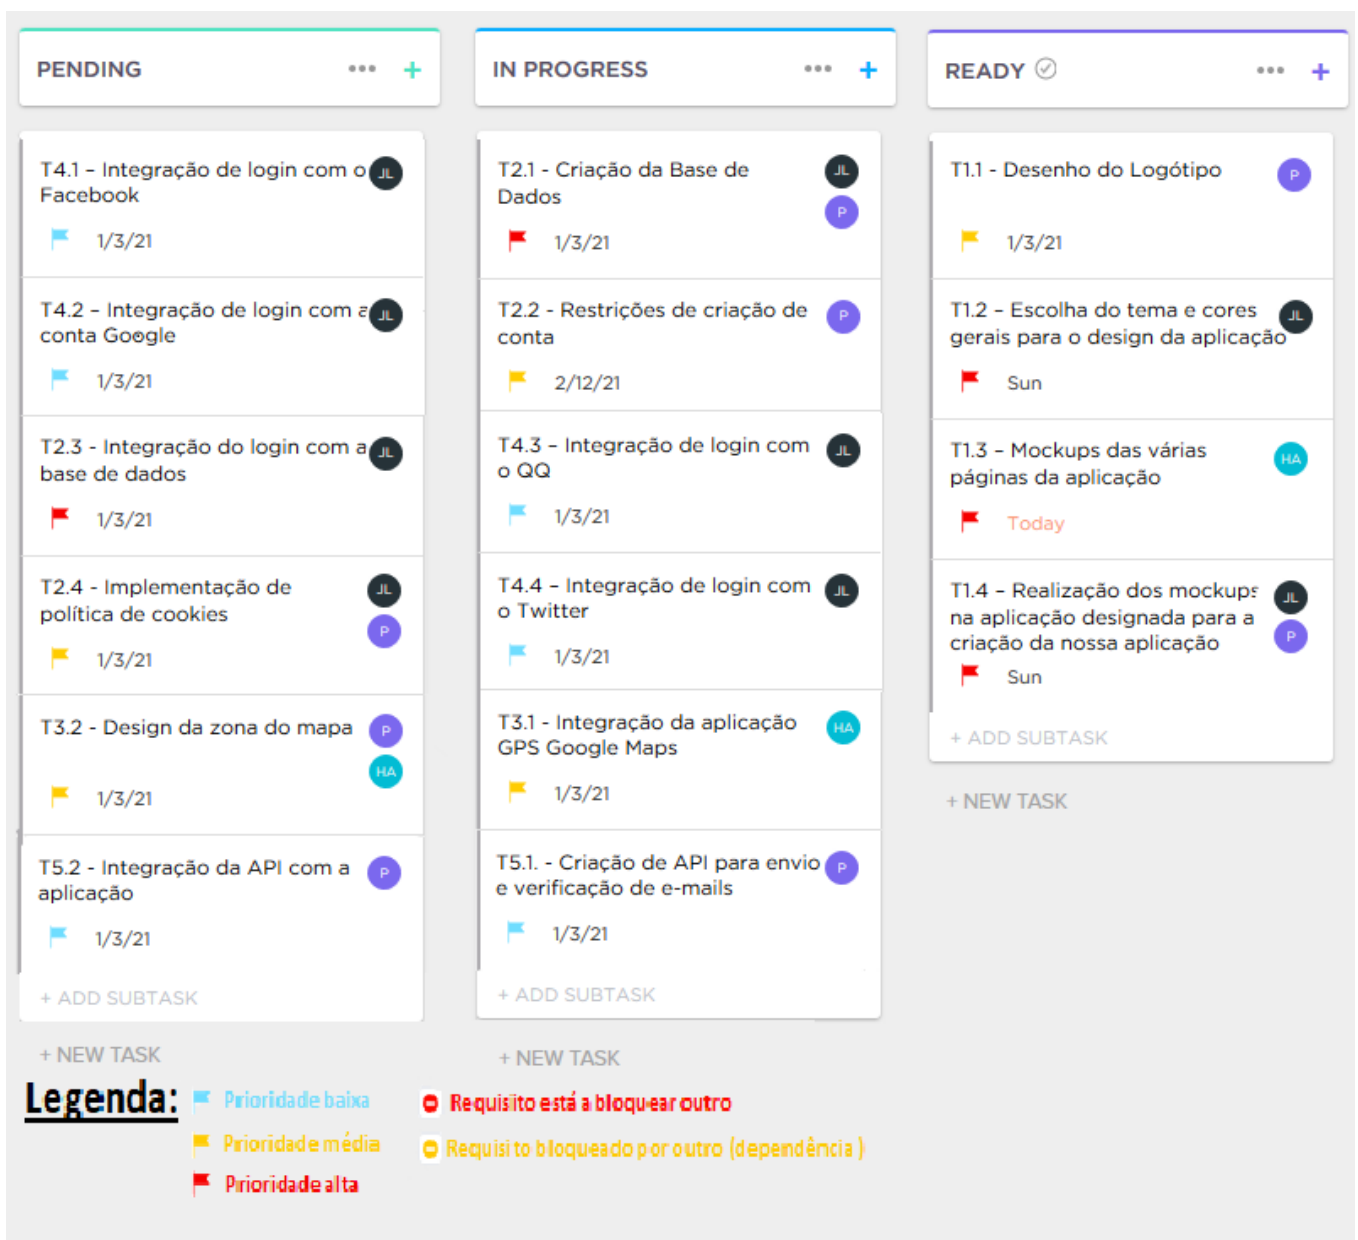 PENDING
T4.1 – Integração de login com o
Facebook
JL
1/3/21
T4.2 – Integração de login com a
conta Google
JL
1/3/21
T2.3 - Integração do login com a
base de dados
JL
1/3/21
T2.4 - Implementação de
política de cookies
JL
P
1/3/21
T3.2 - Design da zona do mapa
P
HA
1/3/21
T5.2 - Integração da API com a
aplicação
P
1/3/21
+ ADD SUBTASK
+ NEW TASK
IN PROGRESS
T2.1 - Criação da Base de
Dados
JL
P
1/3/21
T2.2 - Restrições de criação de
conta
P
2/12/21
T4.3 – Integração de login com
o QQ
JL
1/3/21
T4.4 – Integração de login com
o Twitter
JL
1/3/21
T3.1 - Integração da aplicação
GPS Google Maps
HA
1/3/21
T5.1. - Criação de API para envio
e verificação de e-mails
P
1/3/21
+ ADD SUBTASK
+ NEW TASK
READY
T1.1 - Desenho do Logótipo
P
1/3/21
T1.2 – Escolha do tema e cores
gerais para o design da aplicação
JL
Sun
T1.3 – Mockups das várias
páginas da aplicação
HA
Today
T1.4 – Realização dos mockups
na aplicação designada para a
criação da nossa aplicação
JL
P
Sun
+ ADD SUBTASK
+ NEW TASK
Legenda:
Prioridade baixa
Prioridade média
Prioridade alta
Requisito está a bloquear outro
Requisito bloqueado por outro (dependência )